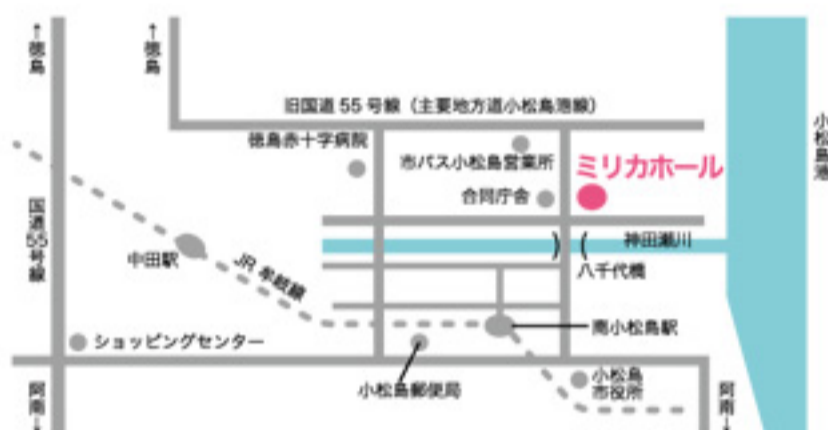 ↑徳島
↑徳島
旧国道55号線（主要地方道小松島港線）
徳島赤十字病院
市バス小松島営業所
ミリカホール
合同庁舎
小松島港
国道55号線
神田瀬川
中田駅
JR 牟岐線
八千代橋
南小松島駅
ショッピングセンター
小松島郵便局
小松島
市役所
阿南↓
阿南↓